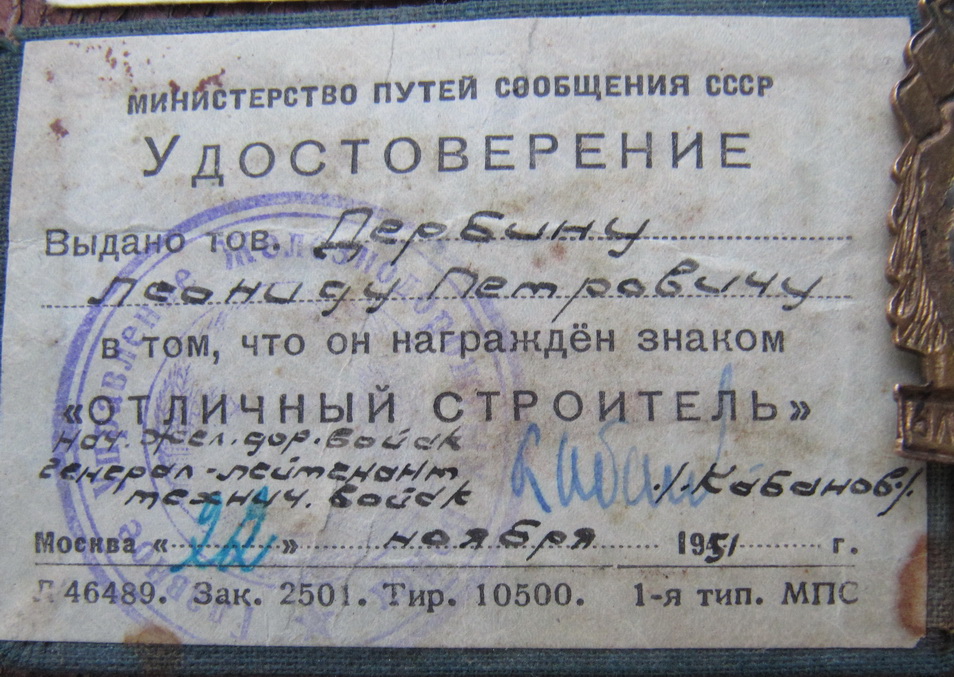 МИНИСТЕРСТВО ПУТЕЙ СООБЩЕНИЯ СССР
УДОСТОВЕРЕНИЕ
Выдано тов. Дербину
Леониду Петровичу
в том, что он награждён знаком
«ОТЛИЧНЫЙ СТРОИТЕЛЬ»
нач. жел. дор. войск
генерал-лейтенант
технич. войск /.Кабанов./
Москва «22» ноября 1951 г.
Л 46489. Зак. 2501. Тир. 10500. 1-я тип. МПС